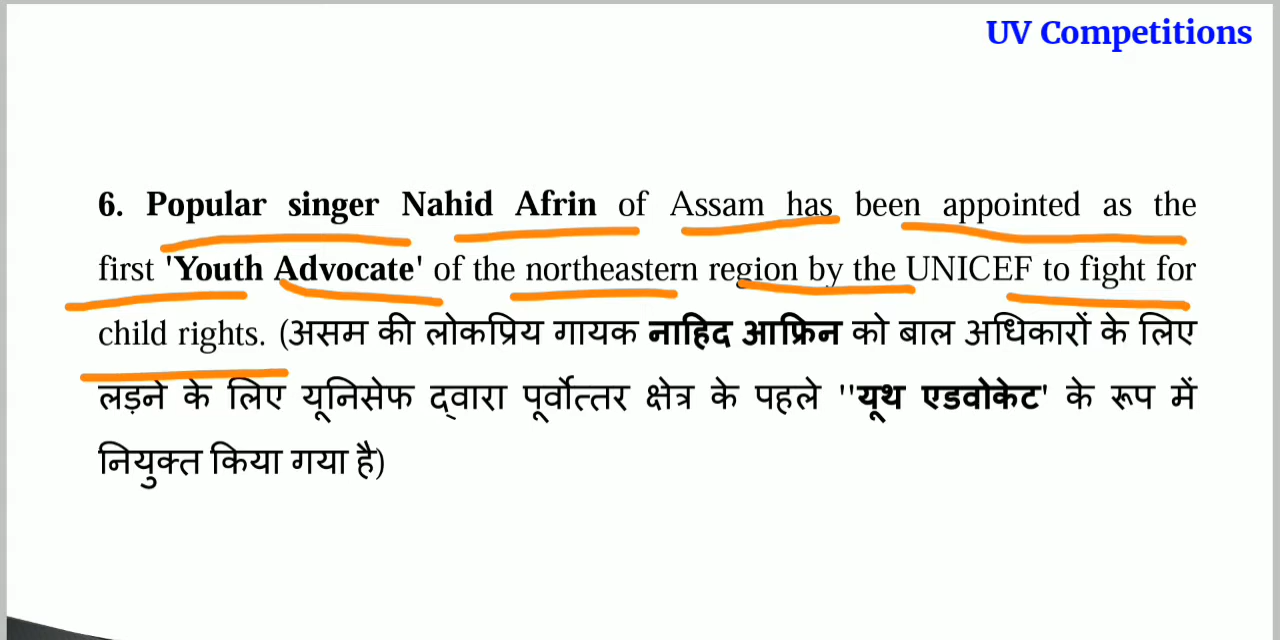 UV Competitions
6. Popular singer Nahid Afrin of Assam has been appointed as the
first 'Youth Advocate' of the northeastern region by the UNICEF to fight for
child rights. (असम की लोकप्रिय गायक नाहिद आफ्रिन को बाल अधिकारों के लिए
लड़ने के लिए यूनिसेफ द्वारा पूर्वोत्तर क्षेत्र के पहले ''यूथ एडवोकेट' के रूप में
नियुक्त किया गया है)